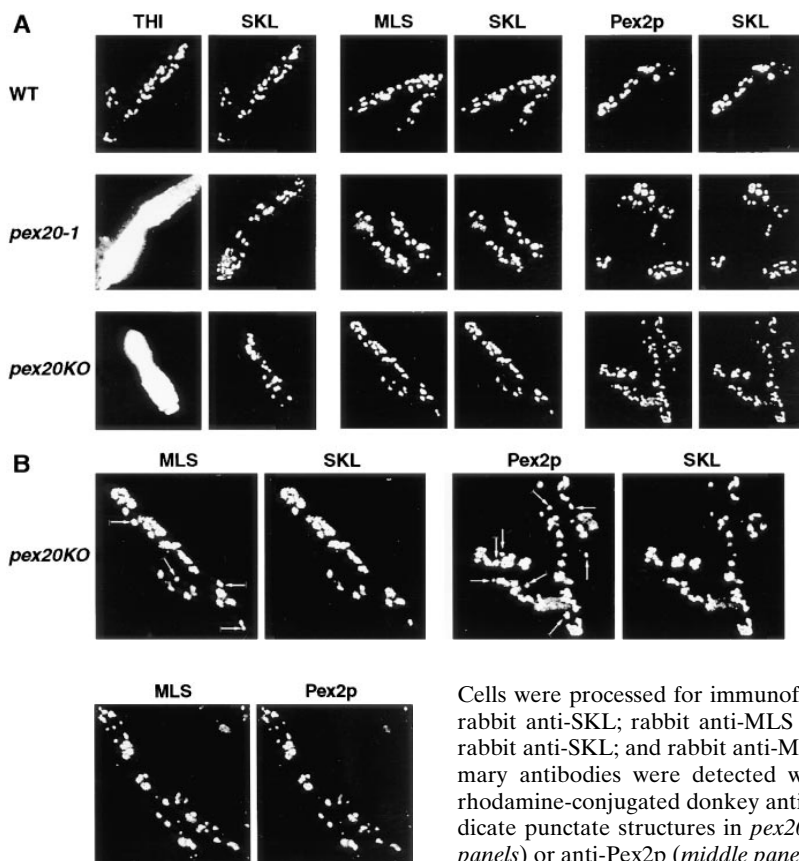 A
THI SKL MLS SKL Pex2p SKL
WT
pex20-1
pex20KO
B
MLS SKL Pex2p SKL
pex20KO
MLS Pex2p
Cells were processed for immunof
rabbit anti-SKL; rabbit anti-MLS
rabbit anti-SKL; and rabbit anti-M
mary antibodies were detected w
rhodamine-conjugated donkey anti
dicate punctate structures in pex20
panels) or anti-Pex2p (middle pane